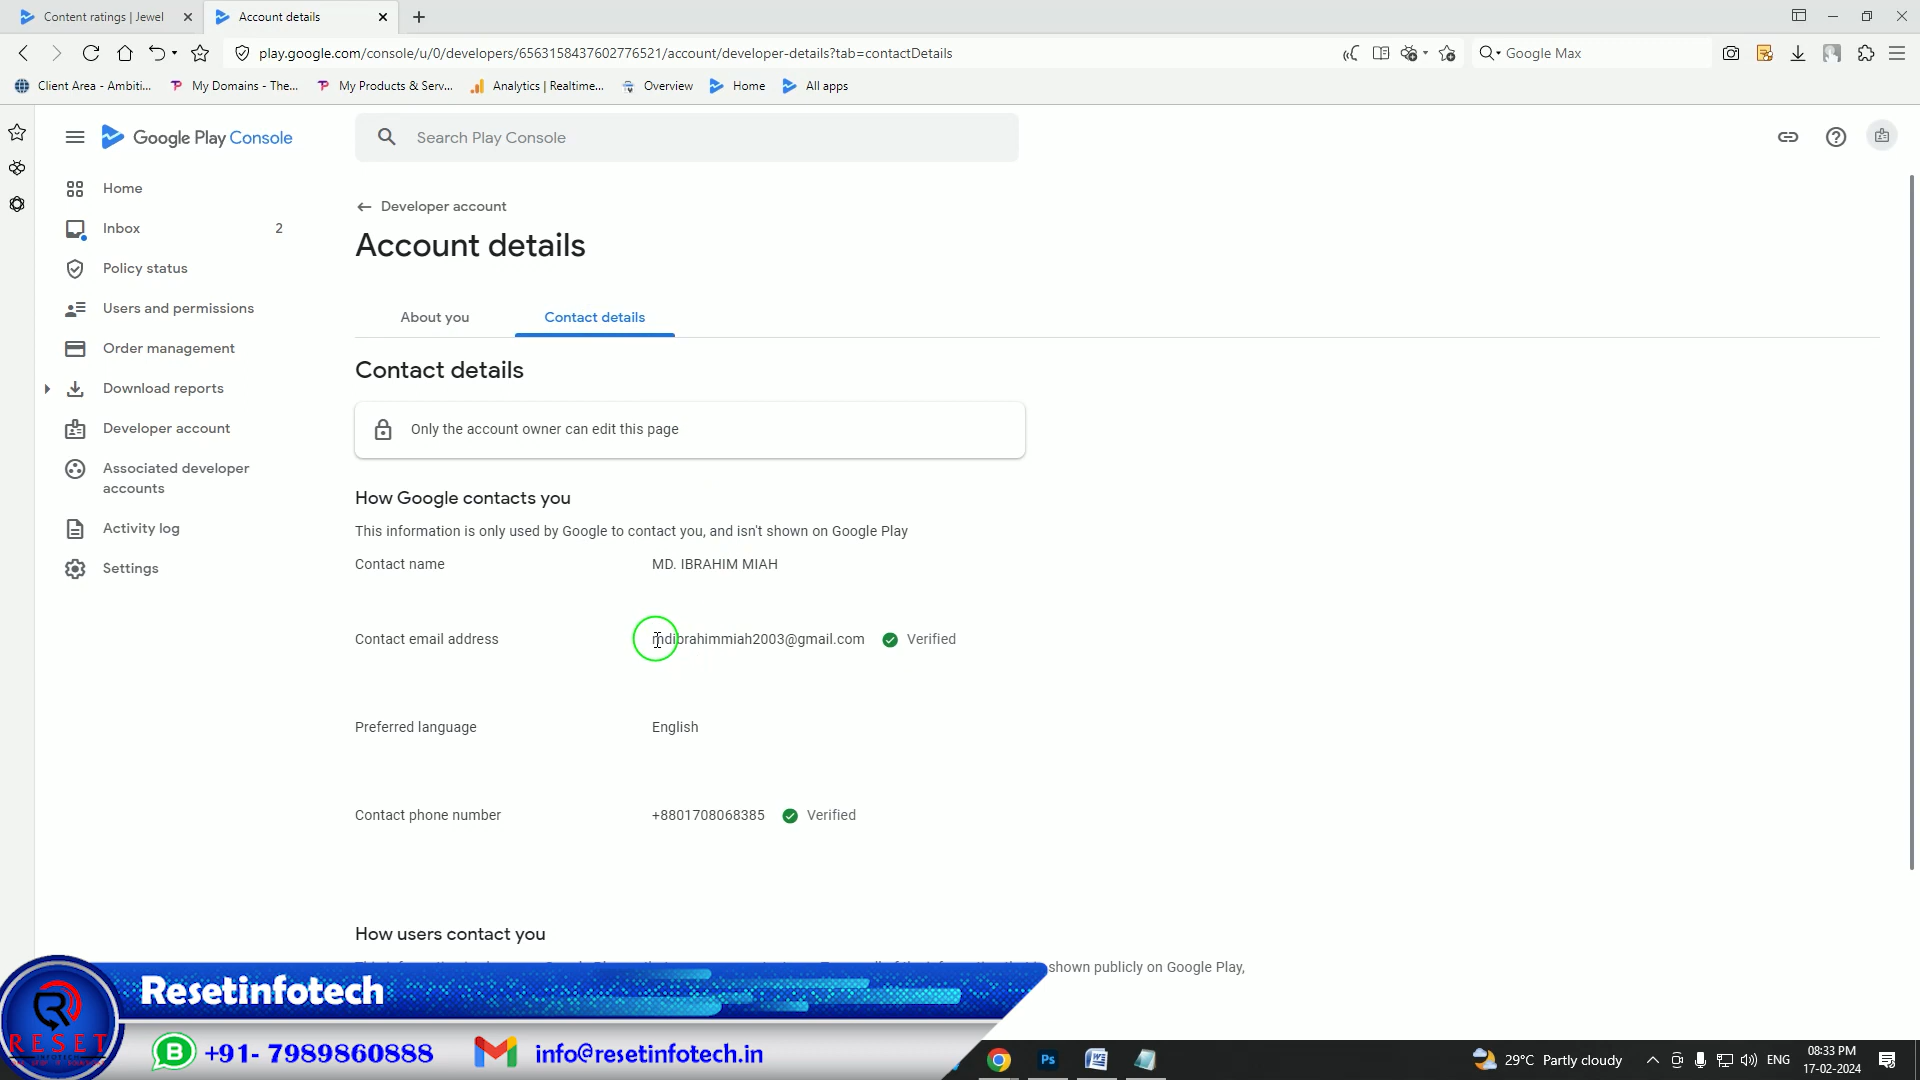 Content ratings | Jewel
Account details
play.google.com/console/u/0/developers/6563158437602776521/account/developer-details?tab=contactDetails
Google Max
Client Area - Ambiti...
My Domains - The...
My Products & Serv...
Analytics | Realtime...
Overview
Home
All apps
Google Play Console
Search Play Console
Home
Inbox 2
Policy status
Users and permissions
Order management
Download reports
Developer account
Associated developer
accounts
Activity log
Settings
Developer account
Account details
About you
Contact details
Contact details
Only the account owner can edit this page
How Google contacts you
This information is only used by Google to contact you, and isn't shown on Google Play
Contact name MD. IBRAHIM MIAH
Contact email address mdibrahimmiah2003@gmail.com Verified
Preferred language English
Contact phone number +8801708068385 Verified
How users contact you
shown publicly on Google Play,
Resetinfotech
RESET
+91- 7989860888
info@resetinfotech.in
Ps
29°C Partly cloudy
ENG
08:33 PM
17-02-2024